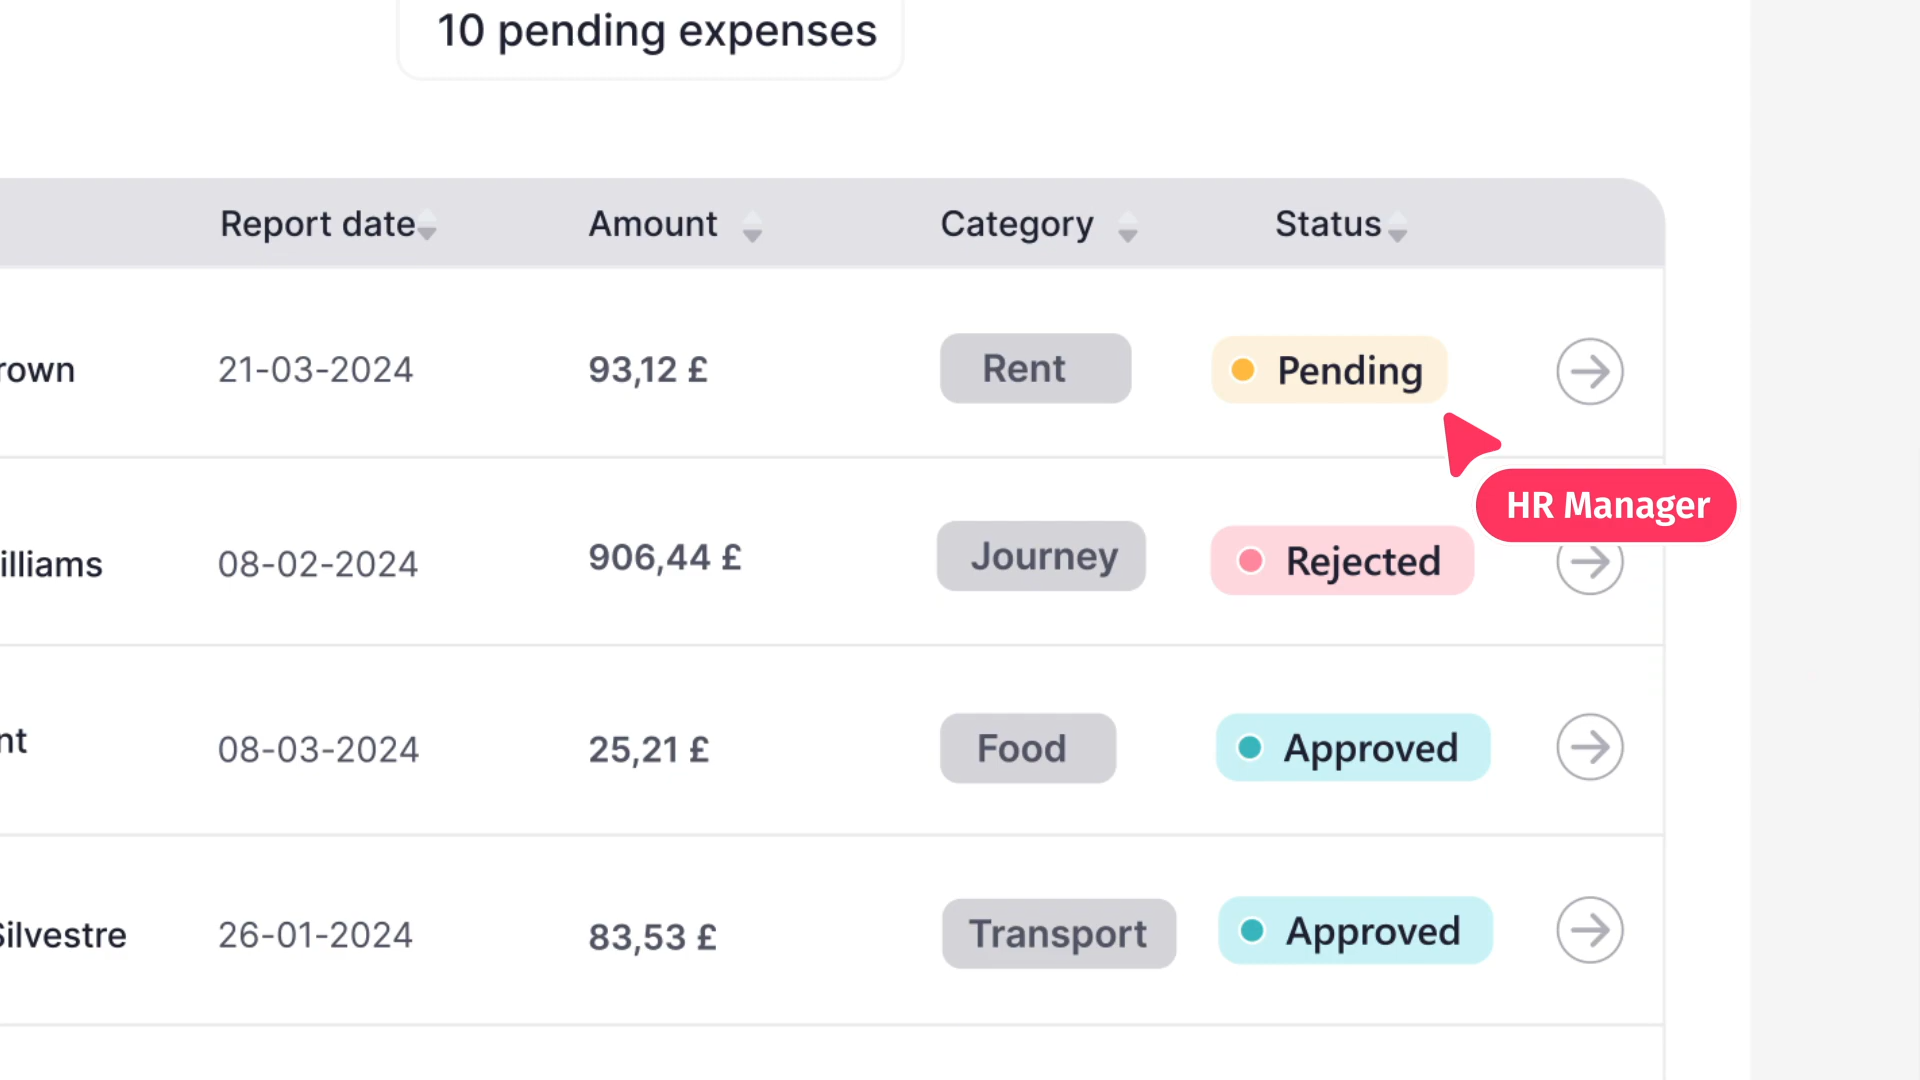 10 pending expenses
Report date Amount Category Status
rown 21-03-2024 93,12 £ Rent Pending
HR Manager
illiams 08-02-2024 906,44 £ Journey Rejected
nt 08-03-2024 25,21 £ Food Approved
Silvestre 26-01-2024 83,53 £ Transport Approved